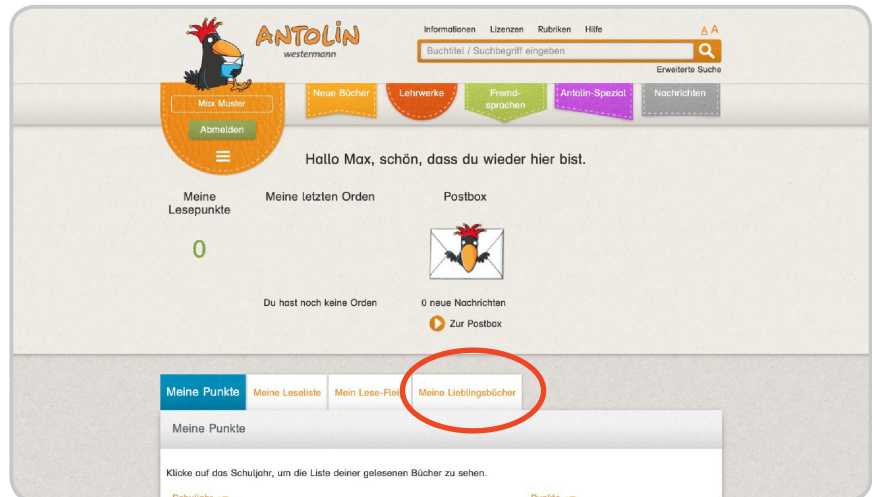 Informationen Lizenzen Rubriken Hilfe A A
ANTOLIN
westermann
Buchtitel / Suchbegriff eingeben
Erweiterte Suche
Max Muster
Neue Bücher
Lehrwerke
Fremd-
sprachen
Antolin-Spezial
Nachrichten
Abmelden
Hallo Max, schön, dass du wieder hier bist.
Meine
Lesepunkte
Meine letzten Orden
Postbox
0
Du hast noch keine Orden
0 neue Nachrichten
Zur Postbox
Meine Punkte
Meine Leseliste
Mein Lese-Flei
Meine Lieblingsbücher
Meine Punkte
Klicke auf das Schuljahr, um die Liste deiner gelesenen Bücher zu sehen.